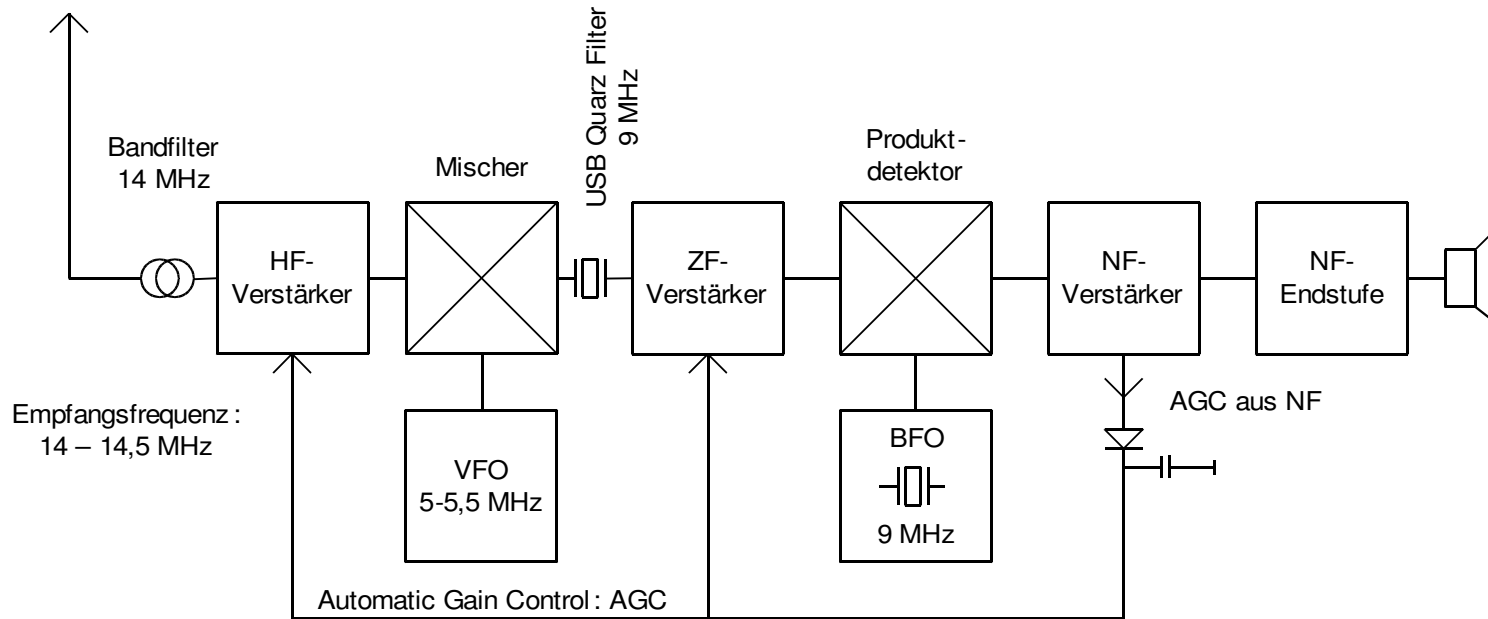 USB Quarz Filter
9 MHz
Bandfilter
14 MHz
Mischer
Produkt-
detektor
HF-
Verstärker
ZF-
Verstärker
NF-
Verstärker
NF-
Endstufe
Empfangsfrequenz :
14 – 14,5 MHz
VFO
5-5,5 MHz
BFO
9 MHz
AGC aus NF
Automatic Gain Control : AGC